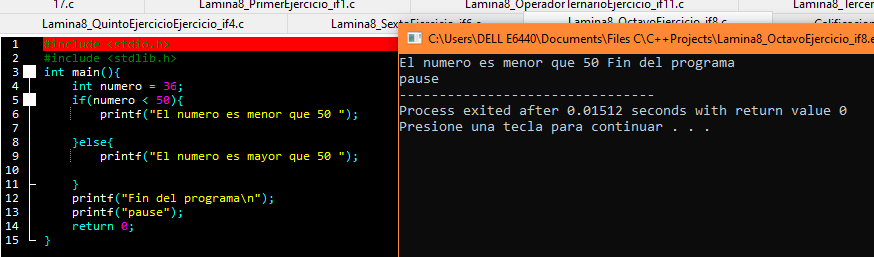 17.c Lamina8_PrimerEjercicio_if1.c Lamina8_OperadorTernarioEjercicio_if11.c Lamina8_Tercer
Lamina8_QuintoEjercicioEjercicio_if4.c Lamina8_SextoEjercicio_if6.c Lamina8_OctavoEjercicio_if8.c Calificacion
1 #include <stdio.h>
2 #include <stdlib.h>
3 int main(){
4 int numero = 36;
5 if(numero < 50){
6 printf("El numero es menor que 50 ");
7
8 }else{
9 printf("El numero es mayor que 50 ");
10
11 }
12 printf("Fin del programa\n");
13 printf("pause");
14 return 0;
15 }
C:\Users\DELL E6440\Documents\Files C\C++Projects\Lamina8_OctavoEjercicio_if8.e
El numero es menor que 50 Fin del programa
pause
--------------------------------
Process exited after 0.01512 seconds with return value 0
Presione una tecla para continuar . . .